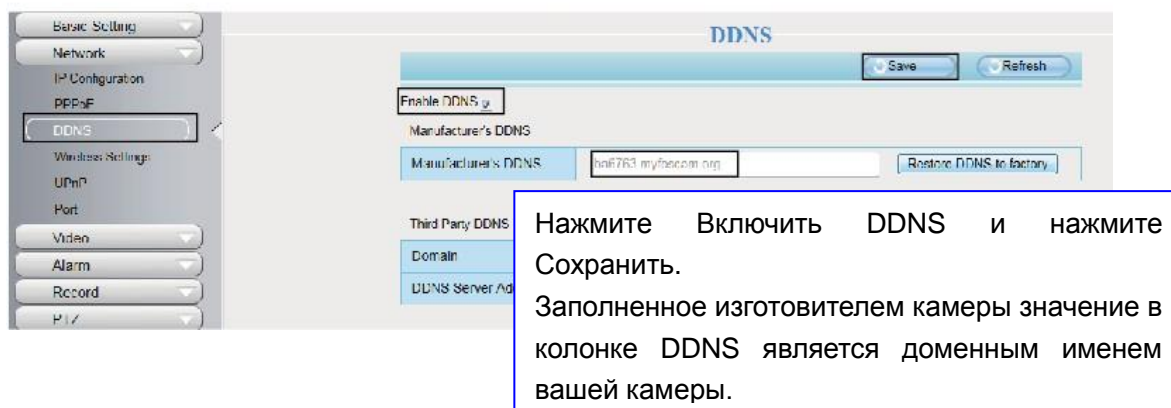 Basic Setting
Network
IP Configuration
PPPoE
DDNS
Wireless Settings
UPnP
Port
Video
Alarm
Record
PTZ
DDNS
Save Refresh
Enable DDNS
Manufacturer's DDNS
Manufacturer's DDNS ba6763.myfoscam.org Restore DDNS to factory
Third Party DDNS
Domain
DDNS Server Ad
Нажмите Включить DDNS и нажмите
Сохранить.
Заполненное изготовителем камеры значение в
колонке DDNS является доменным именем
вашей камеры.